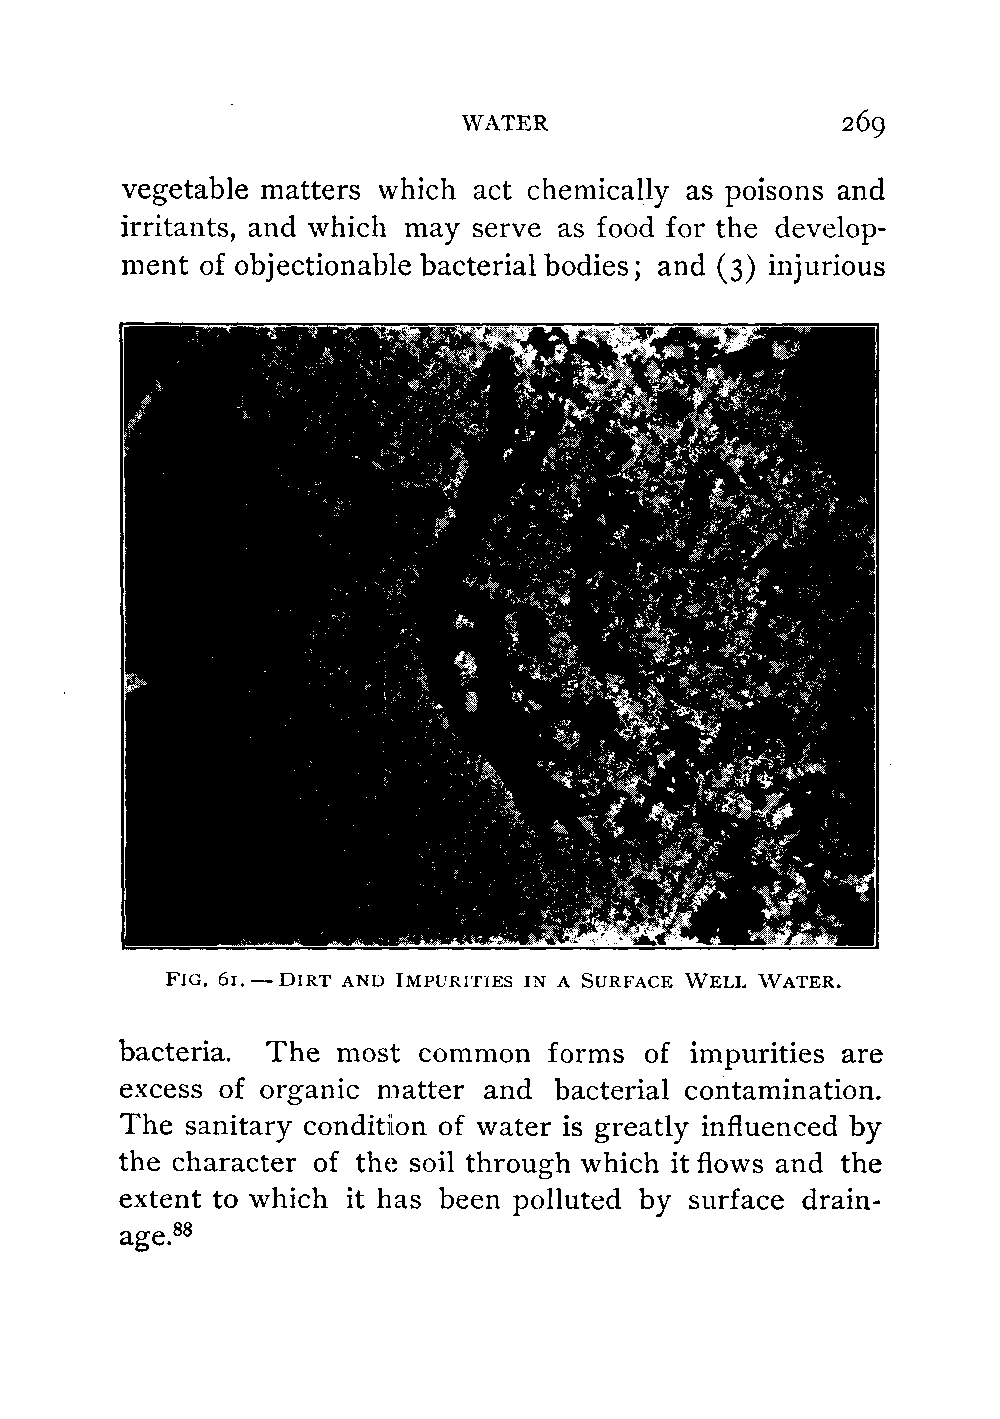 WATER 269
vegetable matters which act chemically as poisons and
irritants, and which may serve as food for the develop-
ment of objectionable bacterial bodies; and (3) injurious
FIG. 61. — DIRT AND IMPURITIES IN A SURFACE WELL WATER.
bacteria. The most common forms of impurities are
excess of organic matter and bacterial contamination.
The sanitary condition of water is greatly influenced by
the character of the soil through which it flows and the
extent to which it has been polluted by surface drain-
age.88